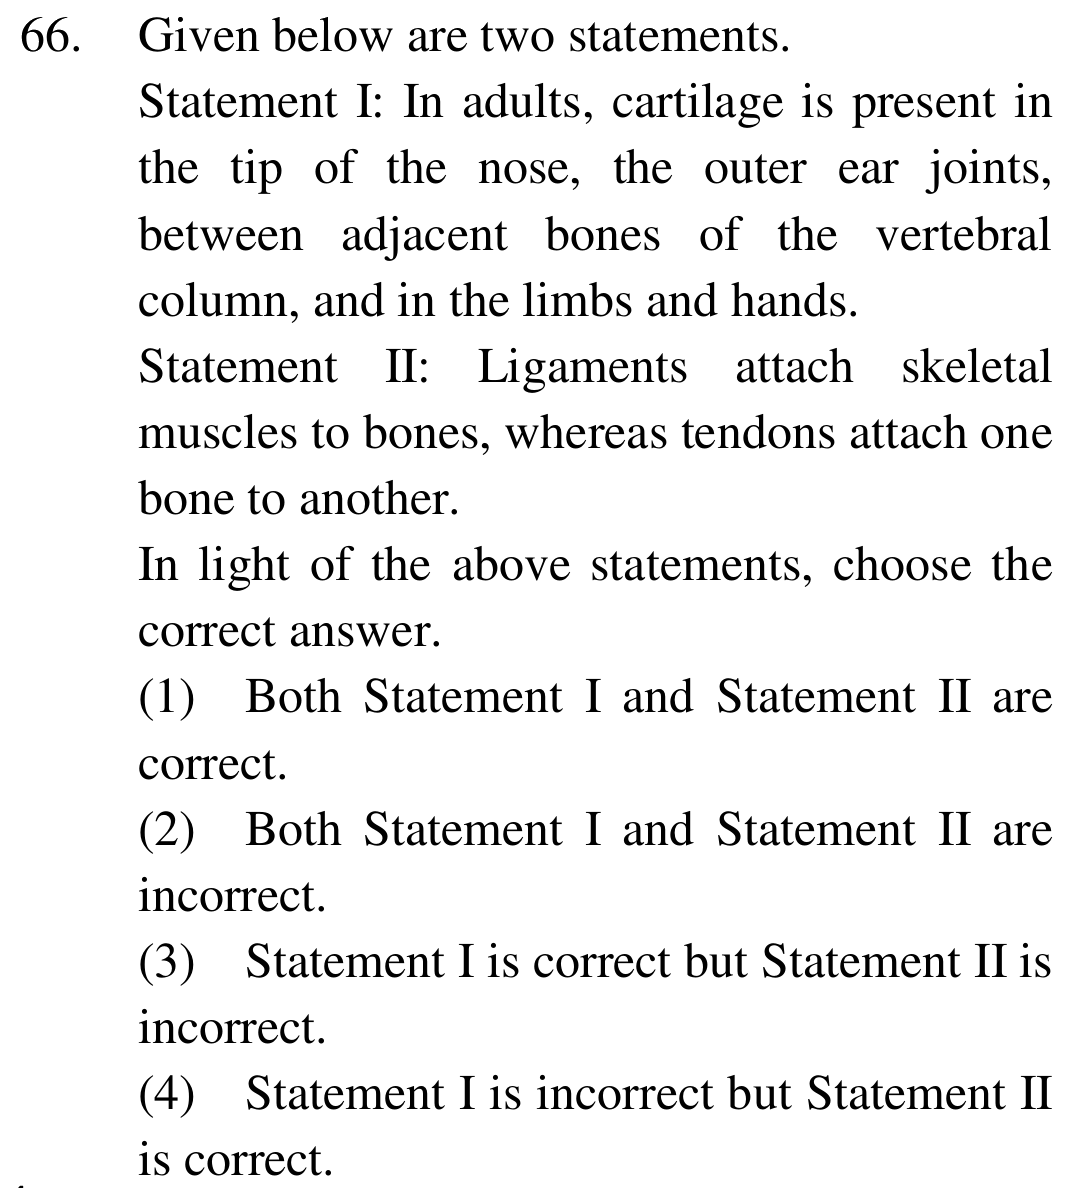 66. Given below are two statements.
Statement I: In adults, cartilage is present in
the tip of the nose, the outer ear joints,
between adjacent bones of the vertebral
column, and in the limbs and hands.
Statement II: Ligaments attach skeletal
muscles to bones, whereas tendons attach one
bone to another.
In light of the above statements, choose the
correct answer.
(1) Both Statement I and Statement II are
correct.
(2) Both Statement I and Statement II are
incorrect.
(3) Statement I is correct but Statement II is
incorrect.
(4) Statement I is incorrect but Statement II
is correct.